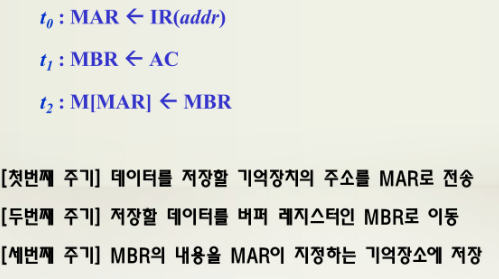 t0 : MAR ← IR(addr)
t1 : MBR ← AC
t2 : M[MAR] ← MBR
[첫번째 주기] 데이터를 저장할 기억장치의 주소를 MAR로 전송
[두번째 주기] 저장할 데이터를 버퍼 레지스터인 MBR로 이동
[세번째 주기] MBR의 내용을 MAR이 지정하는 기억장소에 저장